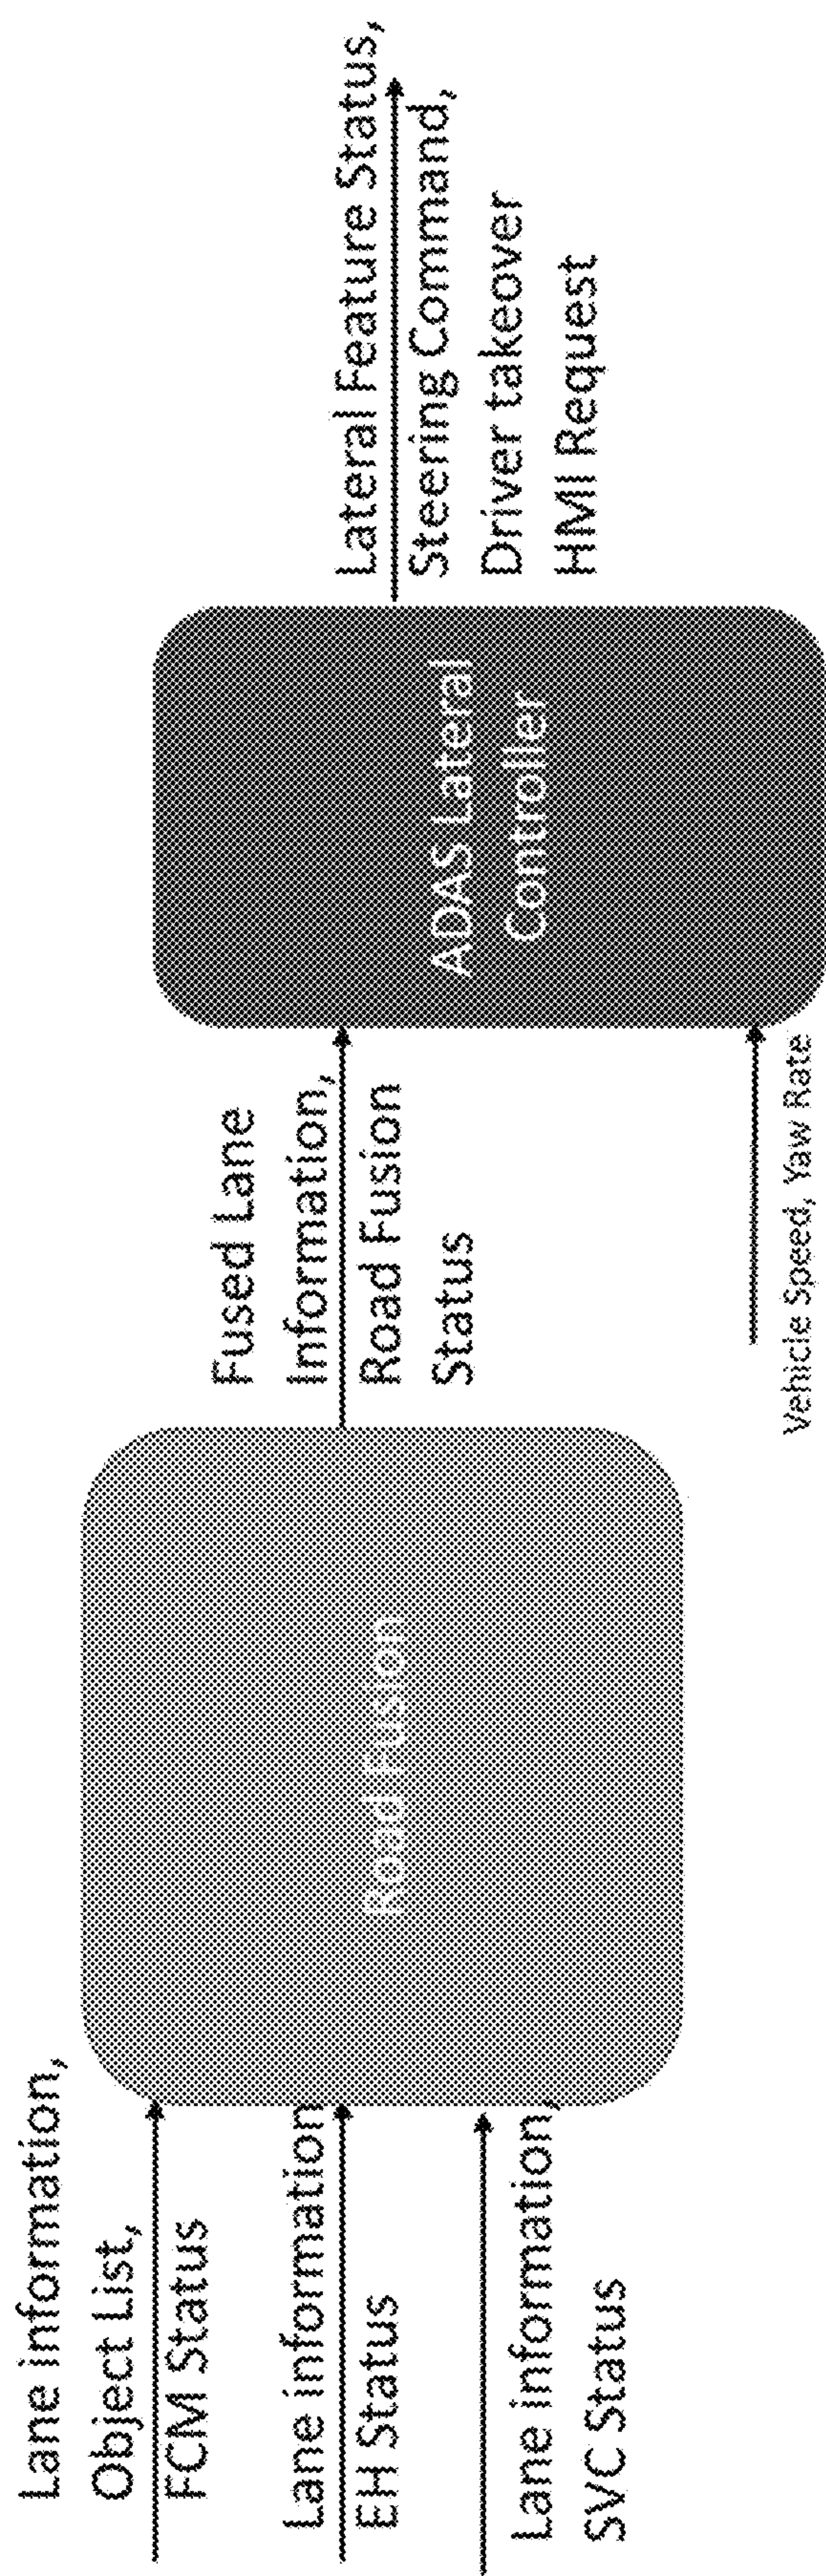 Lane information,
Object List,
FCM Status
Lane information
EH Status
Lane information,
SVC Status
Road Fusion
Fused Lane
Information,
Road Fusion
Status
Vehicle Speed, Yaw Rate
ADAS Lateral
Controller
Lateral Feature Status,
Steering Command,
Driver takeover
HMI Request